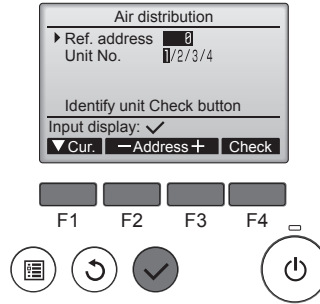 Air distribution
Ref. address 0
Unit No. 1/2/3/4
Identify unit Check button
Input display: ✓
▼Cur. −Address+ Check
F1 F2 F3 F4